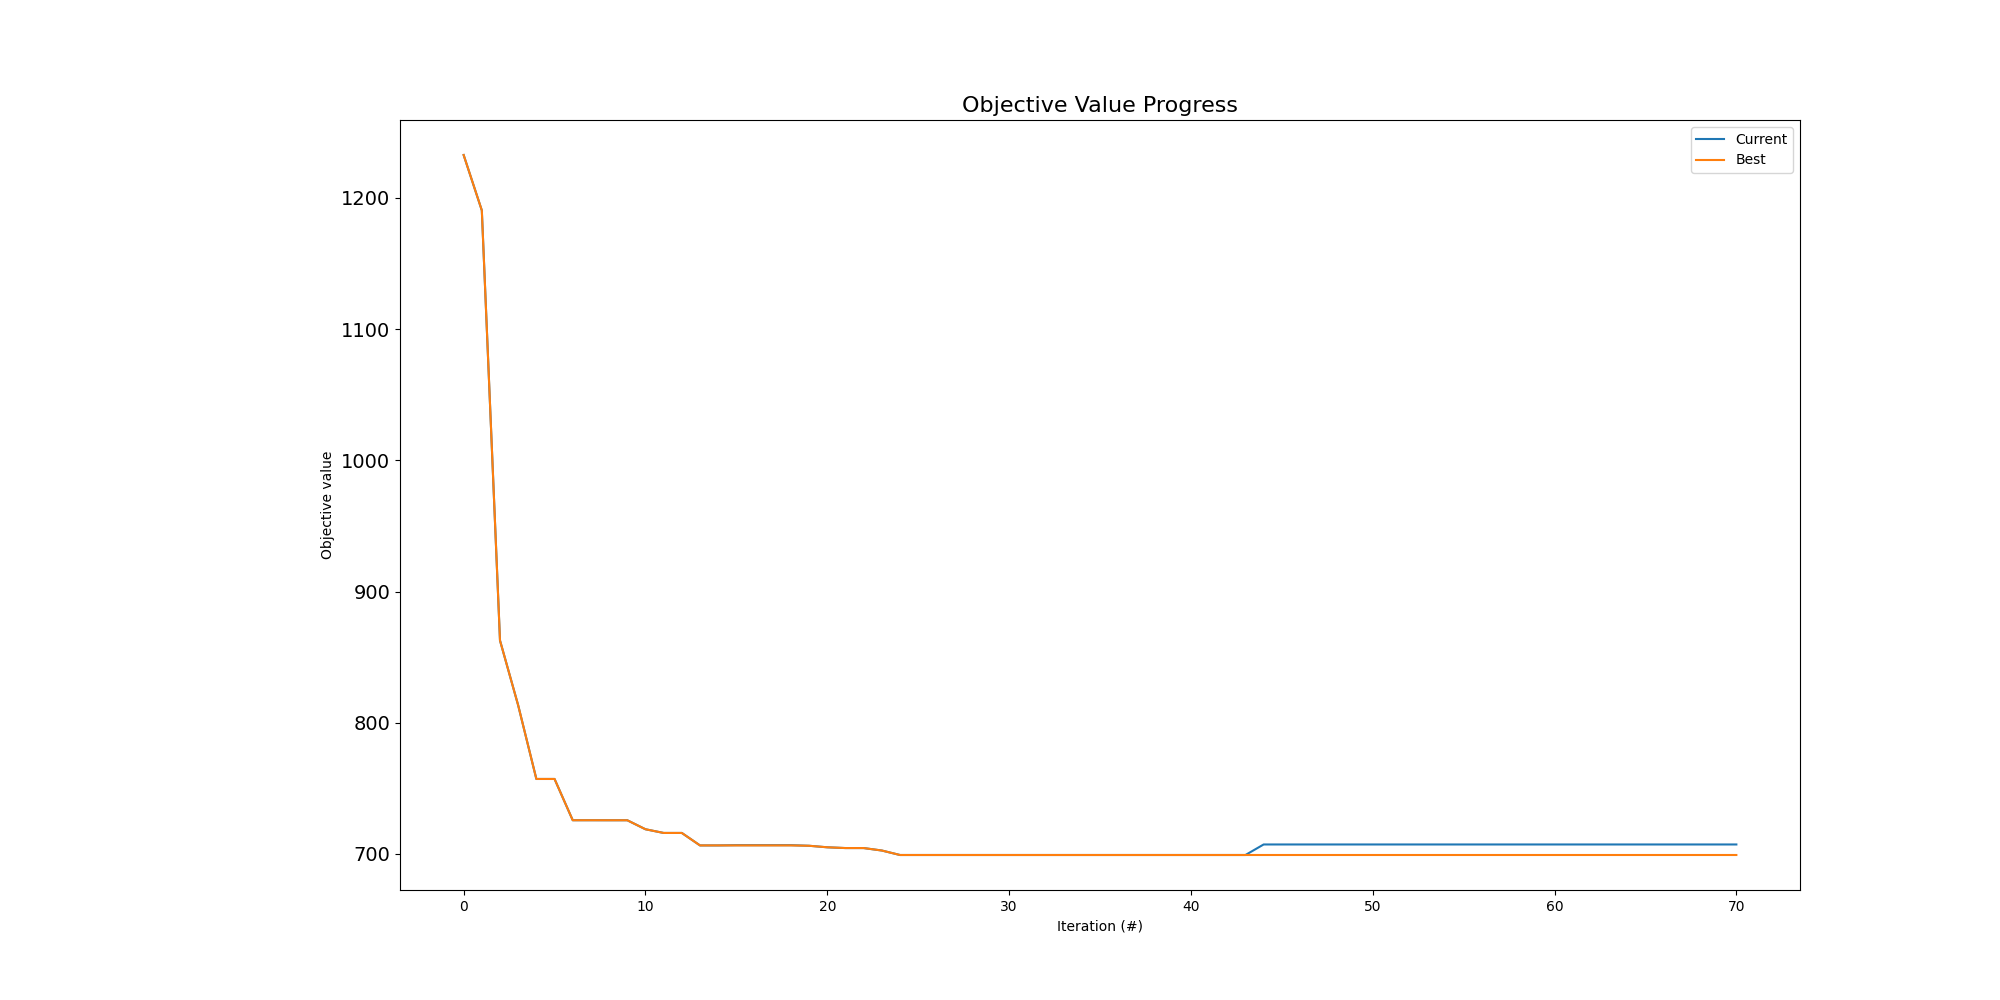 Objective Value Progress
Current
Best
1200
1100
1000
900
800
700
Objective value
0 10 20 30 40 50 60 70
Iteration (#)